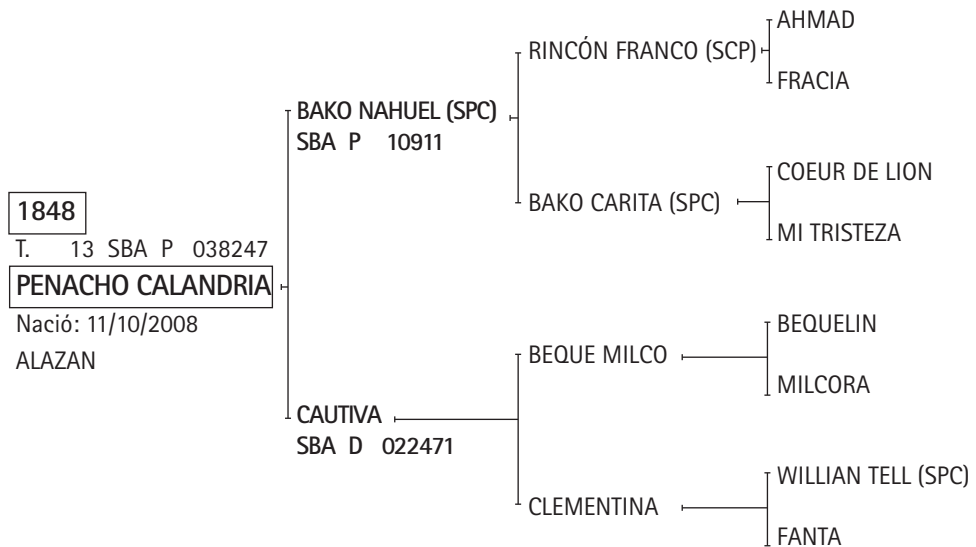 1848
T. 13 SBA P 038247
PENACHO CALANDRIA
Nació: 11/10/2008
ALAZAN
BAKO NAHUEL (SPC)
SBA P 10911
CAUTIVA
SBA D 022471
RINCÓN FRANCO (SCP)
BAKO CARITA (SPC)
BEQUE MILCO
CLEMENTINA
AHMAD
FRACIA
COEUR DE LION
MI TRISTEZA
BEQUELIN
MILCORA
WILLIAN TELL (SPC)
FANTA